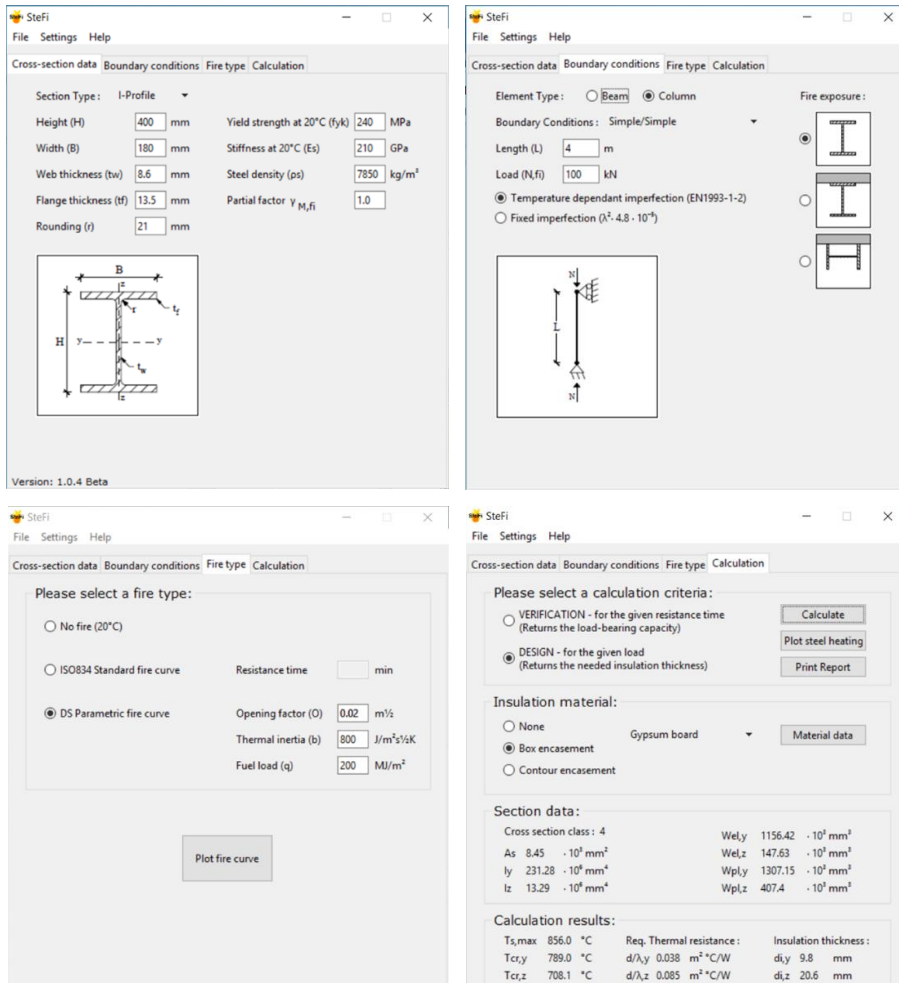 SteFi
File Settings Help
Cross-section data Boundary conditions Fire type Calculation
Section Type : I-Profile
Height (H) 400 mm Yield strength at 20°C (fyk) 240 MPa
Width (B) 180 mm Stiffness at 20°C (Es) 210 GPa
Web thickness (tw) 8.6 mm Steel density (ρs) 7850 kg/m³
Flange thickness (tf) 13.5 mm Partial factor γ M,fi 1.0
Rounding (r) 21 mm
B
z
r
tf
H y y
tw
z
Version: 1.0.4 Beta
SteFi
File Settings Help
Cross-section data Boundary conditions Fire type Calculation
Element Type : Beam Column Fire exposure :
Boundary Conditions : Simple/Simple
Length (L) 4 m
Load (N,fi) 100 kN
Temperature dependant imperfection (EN1993-1-2)
Fixed imperfection (λ²· 4.8 · 10⁻⁶)
N
L
N
SteFi
File Settings Help
Cross-section data Boundary conditions Fire type Calculation
Please select a fire type:
No fire (20°C)
ISO834 Standard fire curve Resistance time min
DS Parametric fire curve Opening factor (O) 0.02 m½
Thermal inertia (b) 800 J/m²s½K
Fuel load (q) 200 MJ/m²
Plot fire curve
SteFi
File Settings Help
Cross-section data Boundary conditions Fire type Calculation
Please select a calculation criteria:
VERIFICATION - for the given resistance time
(Returns the load-bearing capacity)
Calculate
Plot steel heating
DESIGN - for the given load
(Returns the needed insulation thickness)
Print Report
Insulation material:
None
Gypsum board Material data
Box encasement
Contour encasement
Section data:
Cross section class : 4 Wel,y 1156.42 · 10³ mm³
As 8.45 · 10³ mm² Wel,z 147.63 · 10³ mm³
Iy 231.28 · 10⁶ mm⁴ Wpl,y 1307.15 · 10³ mm³
Iz 13.29 · 10⁶ mm⁴ Wpl,z 407.4 · 10³ mm³
Calculation results:
Ts,max 856.0 °C Req. Thermal resistance : Insulation thickness :
Tcr,y 789.0 °C d/λ,y 0.038 m² °C/W di,y 9.8 mm
Tcr,z 708.1 °C d/λ,z 0.085 m² °C/W di,z 20.6 mm